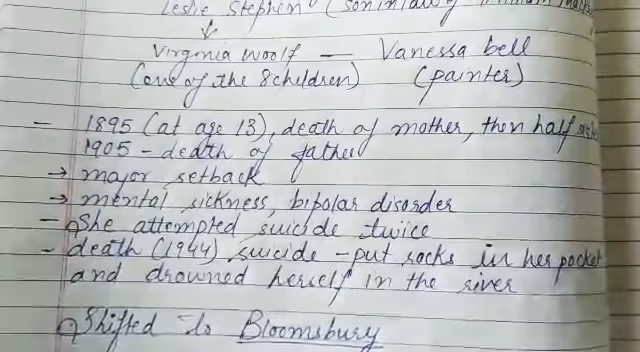 Leslie Stephen (son in law of
Virginia Woolf — Vanessa bell
(one of the 8 children) (painter)
- 1895 (at age 13), death of mother, then half
1905 - death of father
→ major setback
→ mental sickness, bipolar disorder
- She attempted suicide twice
- death (1944) suicide - put rocks in her pocket
and drowned herself in the river
Shifted to Bloomsbury